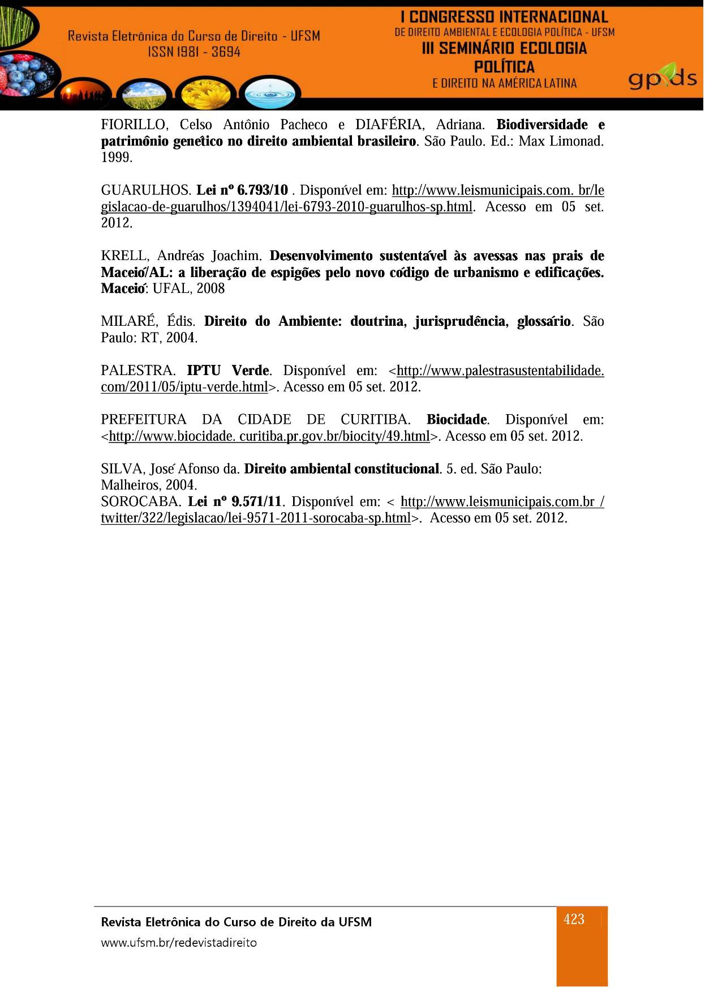 Revista Eletrônica do Curso de Direito - UFSM
ISSN 1981 - 3694
I CONGRESSO INTERNACIONAL
DE DIREITO AMBIENTAL E ECOLOGIA POLÍTICA - UFSM
III SEMINÁRIO ECOLOGIA
POLÍTICA
E DIREITO NA AMÉRICA LATINA
gpds
FIORILLO, Celso Antônio Pacheco e DIAFÉRIA, Adriana. Biodiversidade e
patrimônio genético no direito ambiental brasileiro. São Paulo. Ed.: Max Limonad.
1999.
GUARULHOS. Lei nº 6.793/10 . Disponível em: http://www.leismunicipais.com. br/le
gislacao-de-guarulhos/1394041/lei-6793-2010-guarulhos-sp.html. Acesso em 05 set.
2012.
KRELL, Andréas Joachim. Desenvolvimento sustentável às avessas nas prais de
Maceió/AL: a liberação de espigões pelo novo código de urbanismo e edificações.
Maceió: UFAL, 2008
MILARÉ, Édis. Direito do Ambiente: doutrina, jurisprudência, glossário. São
Paulo: RT, 2004.
PALESTRA. IPTU Verde. Disponível em: <http://www.palestrasustentabilidade.
com/2011/05/iptu-verde.html>. Acesso em 05 set. 2012.
PREFEITURA DA CIDADE DE CURITIBA. Biocidade. Disponível em:
<http://www.biocidade. curitiba.pr.gov.br/biocity/49.html>. Acesso em 05 set. 2012.
SILVA, José Afonso da. Direito ambiental constitucional. 5. ed. São Paulo:
Malheiros, 2004.
SOROCABA. Lei nº 9.571/11. Disponível em: < http://www.leismunicipais.com.br /
twitter/322/legislacao/lei-9571-2011-sorocaba-sp.html>. Acesso em 05 set. 2012.
Revista Eletrônica do Curso de Direito da UFSM
www.ufsm.br/redevistadireito
423